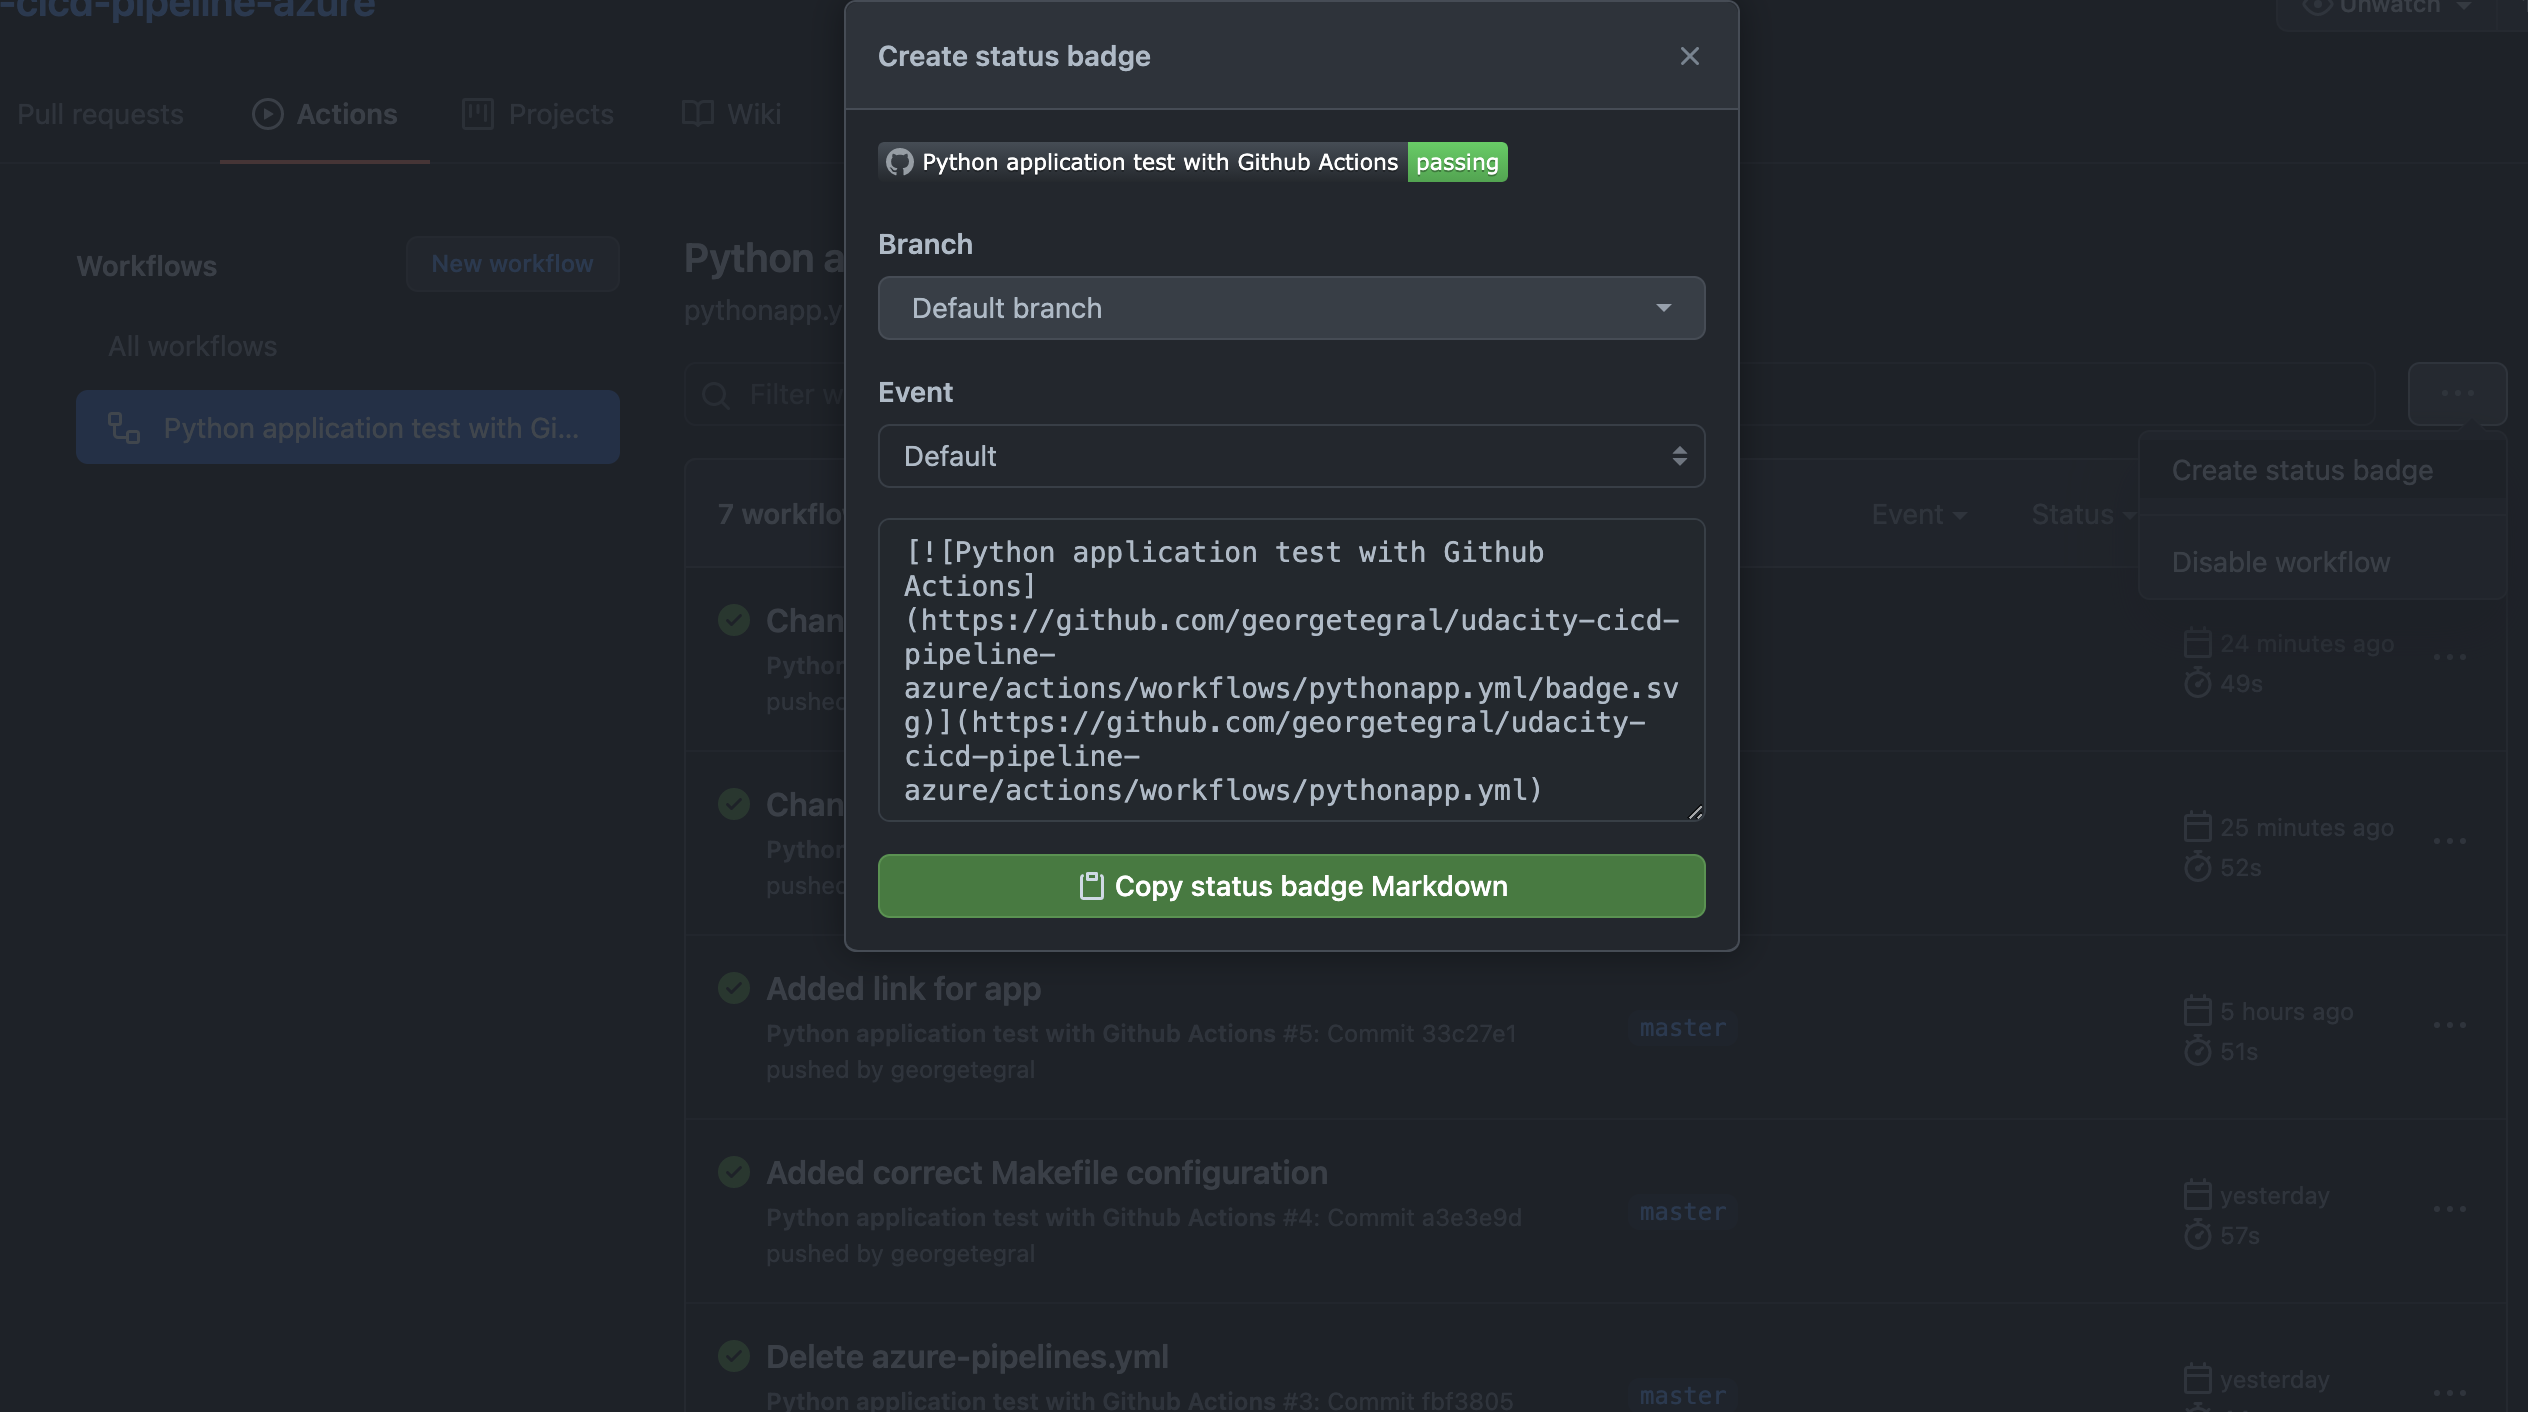 -cicd-pipeline-azure
Unwatch
Pull requests
Actions
Projects
Wiki
Workflows
New workflow
All workflows
Python application test with Gi...
Python a
pythonapp.y
Filter w
7 workflo
Event
Status
Create status badge
Disable workflow
Chan
Python
pushed
24 minutes ago
49s
Chan
Python
pushed
25 minutes ago
52s
Added link for app
Python application test with Github Actions #5: Commit 33c27e1
pushed by georgetegral
master
5 hours ago
51s
Added correct Makefile configuration
Python application test with Github Actions #4: Commit a3e3e9d
pushed by georgetegral
master
yesterday
57s
Delete azure-pipelines.yml
Python application test with Github Actions #3: Commit fbf3805
master
yesterday
Create status badge
Python application test with Github Actions passing
Branch
Default branch
Event
Default
[![Python application test with Github
Actions]
(https://github.com/georgetegral/udacity-cicd-
pipeline-
azure/actions/workflows/pythonapp.yml/badge.sv
g)](https://github.com/georgetegral/udacity-
cicd-pipeline-
azure/actions/workflows/pythonapp.yml)
Copy status badge Markdown